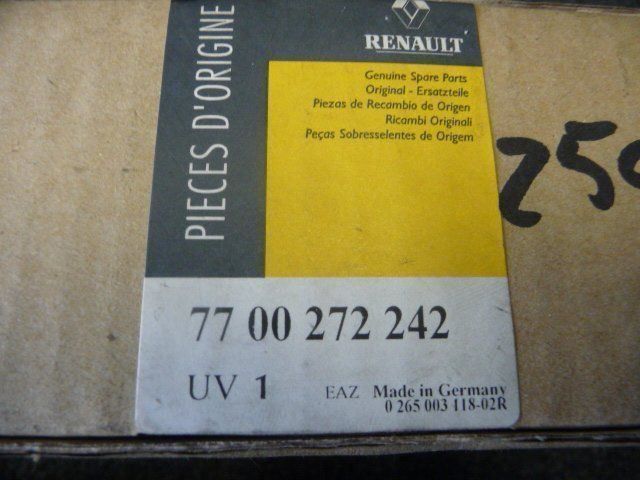 PIECES D'ORIGINE
RENAULT
Genuine Spare Parts
Original - Ersatzteile
Piezas de Recambio de Origen
Ricambi Originali
Peças Sobresselentes de Origem
77 00 272 242
UV 1
EAZ Made in Germany
0 265 003 118-02R